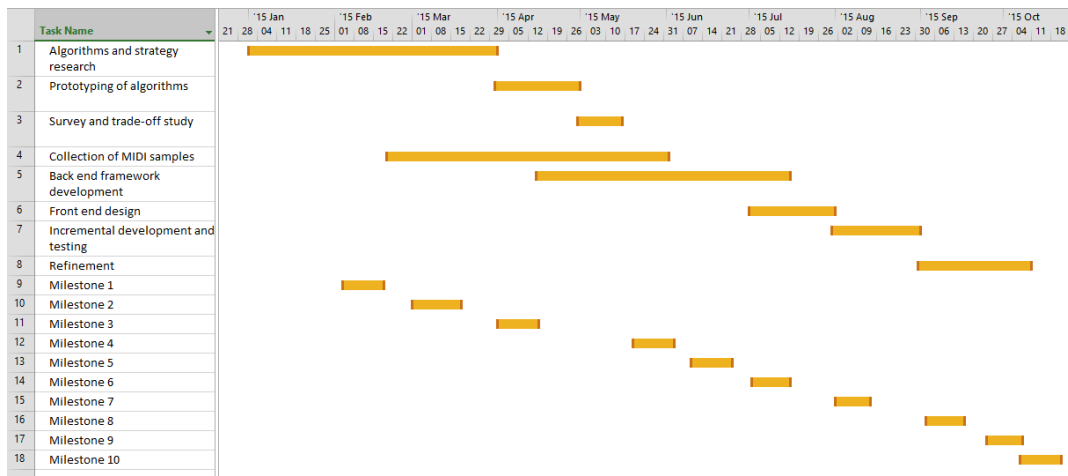 '15 Jan '15 Feb '15 Mar '15 Apr '15 May '15 Jun '15 Jul '15 Aug '15 Sep '15 Oct
Task Name 21 28 04 11 18 25 01 08 15 22 01 08 15 22 29 05 12 19 26 03 10 17 24 31 07 14 21 28 05 12 19 26 02 09 16 23 30 06 13 20 27 04 11 18
1 Algorithms and strategy
research
2 Prototyping of algorithms
3 Survey and trade-off study
4 Collection of MIDI samples
5 Back end framework
development
6 Front end design
7 Incremental development and
testing
8 Refinement
9 Milestone 1
10 Milestone 2
11 Milestone 3
12 Milestone 4
13 Milestone 5
14 Milestone 6
15 Milestone 7
16 Milestone 8
17 Milestone 9
18 Milestone 10